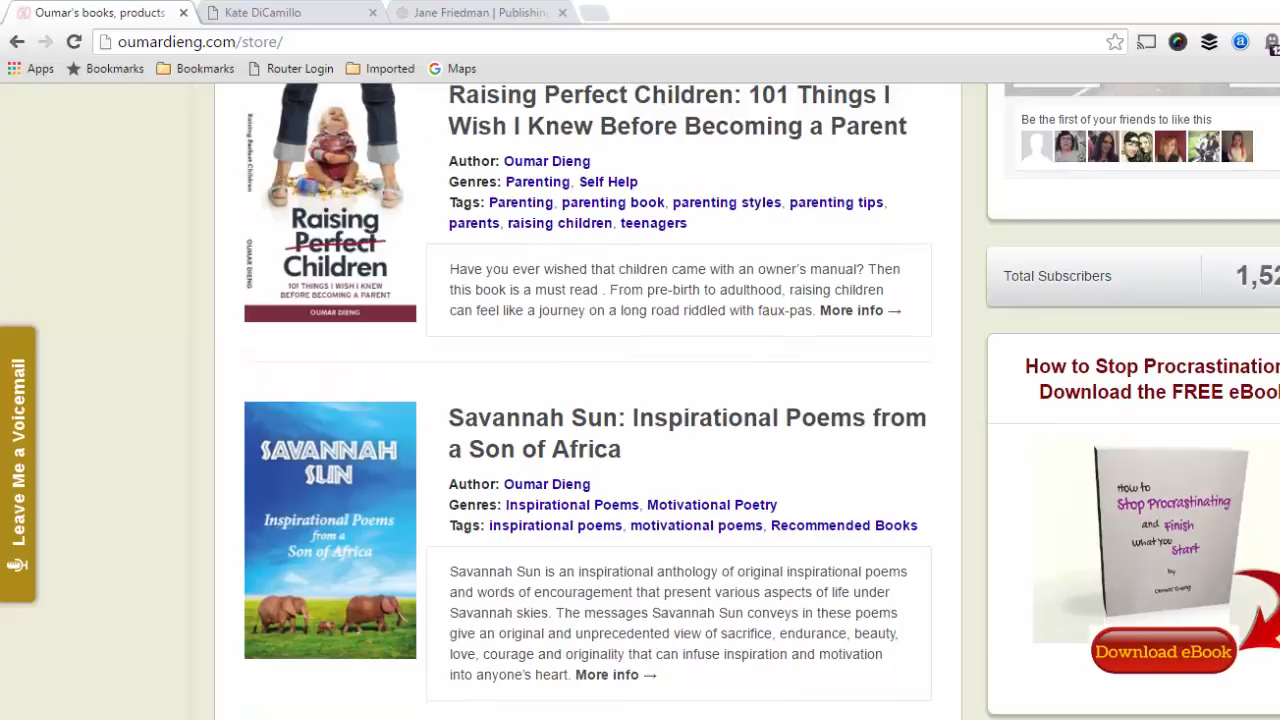 Oumar's books, products
Kate DiCamillo
Jane Friedman | Publishin
oumardieng.com/store/
Apps
Bookmarks
Bookmarks
Router Login
Imported
Maps
Raising Perfect Children: 101 Things I
Wish I Knew Before Becoming a Parent
Author: Oumar Dieng
Genres: Parenting, Self Help
Tags: Parenting, parenting book, parenting styles, parenting tips,
parents, raising children, teenagers
Have you ever wished that children came with an owner's manual? Then
this book is a must read . From pre-birth to adulthood, raising children
can feel like a journey on a long road riddled with faux-pas. More info →
Raising Perfect Children
OUMAR DIENG
Raising
Perfect
Children
101 THINGS I WISH I KNEW
BEFORE BECOMING A PARENT
OUMAR DIENG
Savannah Sun: Inspirational Poems from
a Son of Africa
Author: Oumar Dieng
Genres: Inspirational Poems, Motivational Poetry
Tags: inspirational poems, motivational poems, Recommended Books
Savannah Sun is an inspirational anthology of original inspirational poems
and words of encouragement that present various aspects of life under
Savannah skies. The messages Savannah Sun conveys in these poems
give an original and unprecedented view of sacrifice, endurance, beauty,
love, courage and originality that can infuse inspiration and motivation
into anyone's heart. More info →
SAVANNAH
SUN
Inspirational Poems
from a
Son of Africa
Leave Me a Voicemail
Be the first of your friends to like this
Total Subscribers
1,52
How to Stop Procrastination
Download the FREE eBook
How to
Stop Procrastinating
and Finish
What you
Start
by
Oumar Dieng
Download eBook